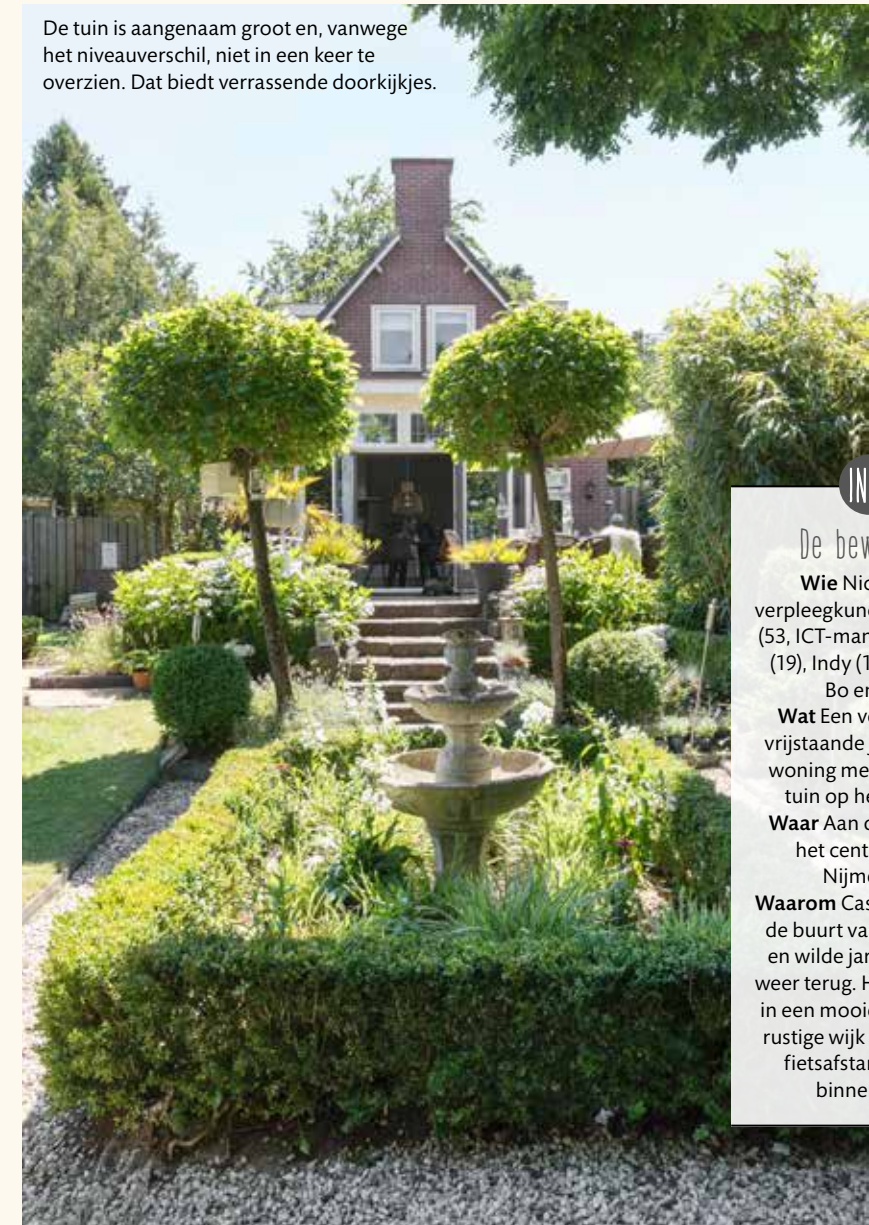 De tuin is aangenaam groot en, vanwege
het niveauverschil, niet in een keer te
overzien. Dat biedt verrassende doorkijkjes.
IN
De bew
Wie Nic
verpleegkund
(53, ICT-man
(19), Indy (1
Bo en
Wat Een v
vrijstaande
woning me
tuin op he
Waar Aan
het cent
Nijme
Waarom Cas
de buurt va
en wilde jar
weer terug. H
in een mooi
rustige wijk
fietsafstan
binne